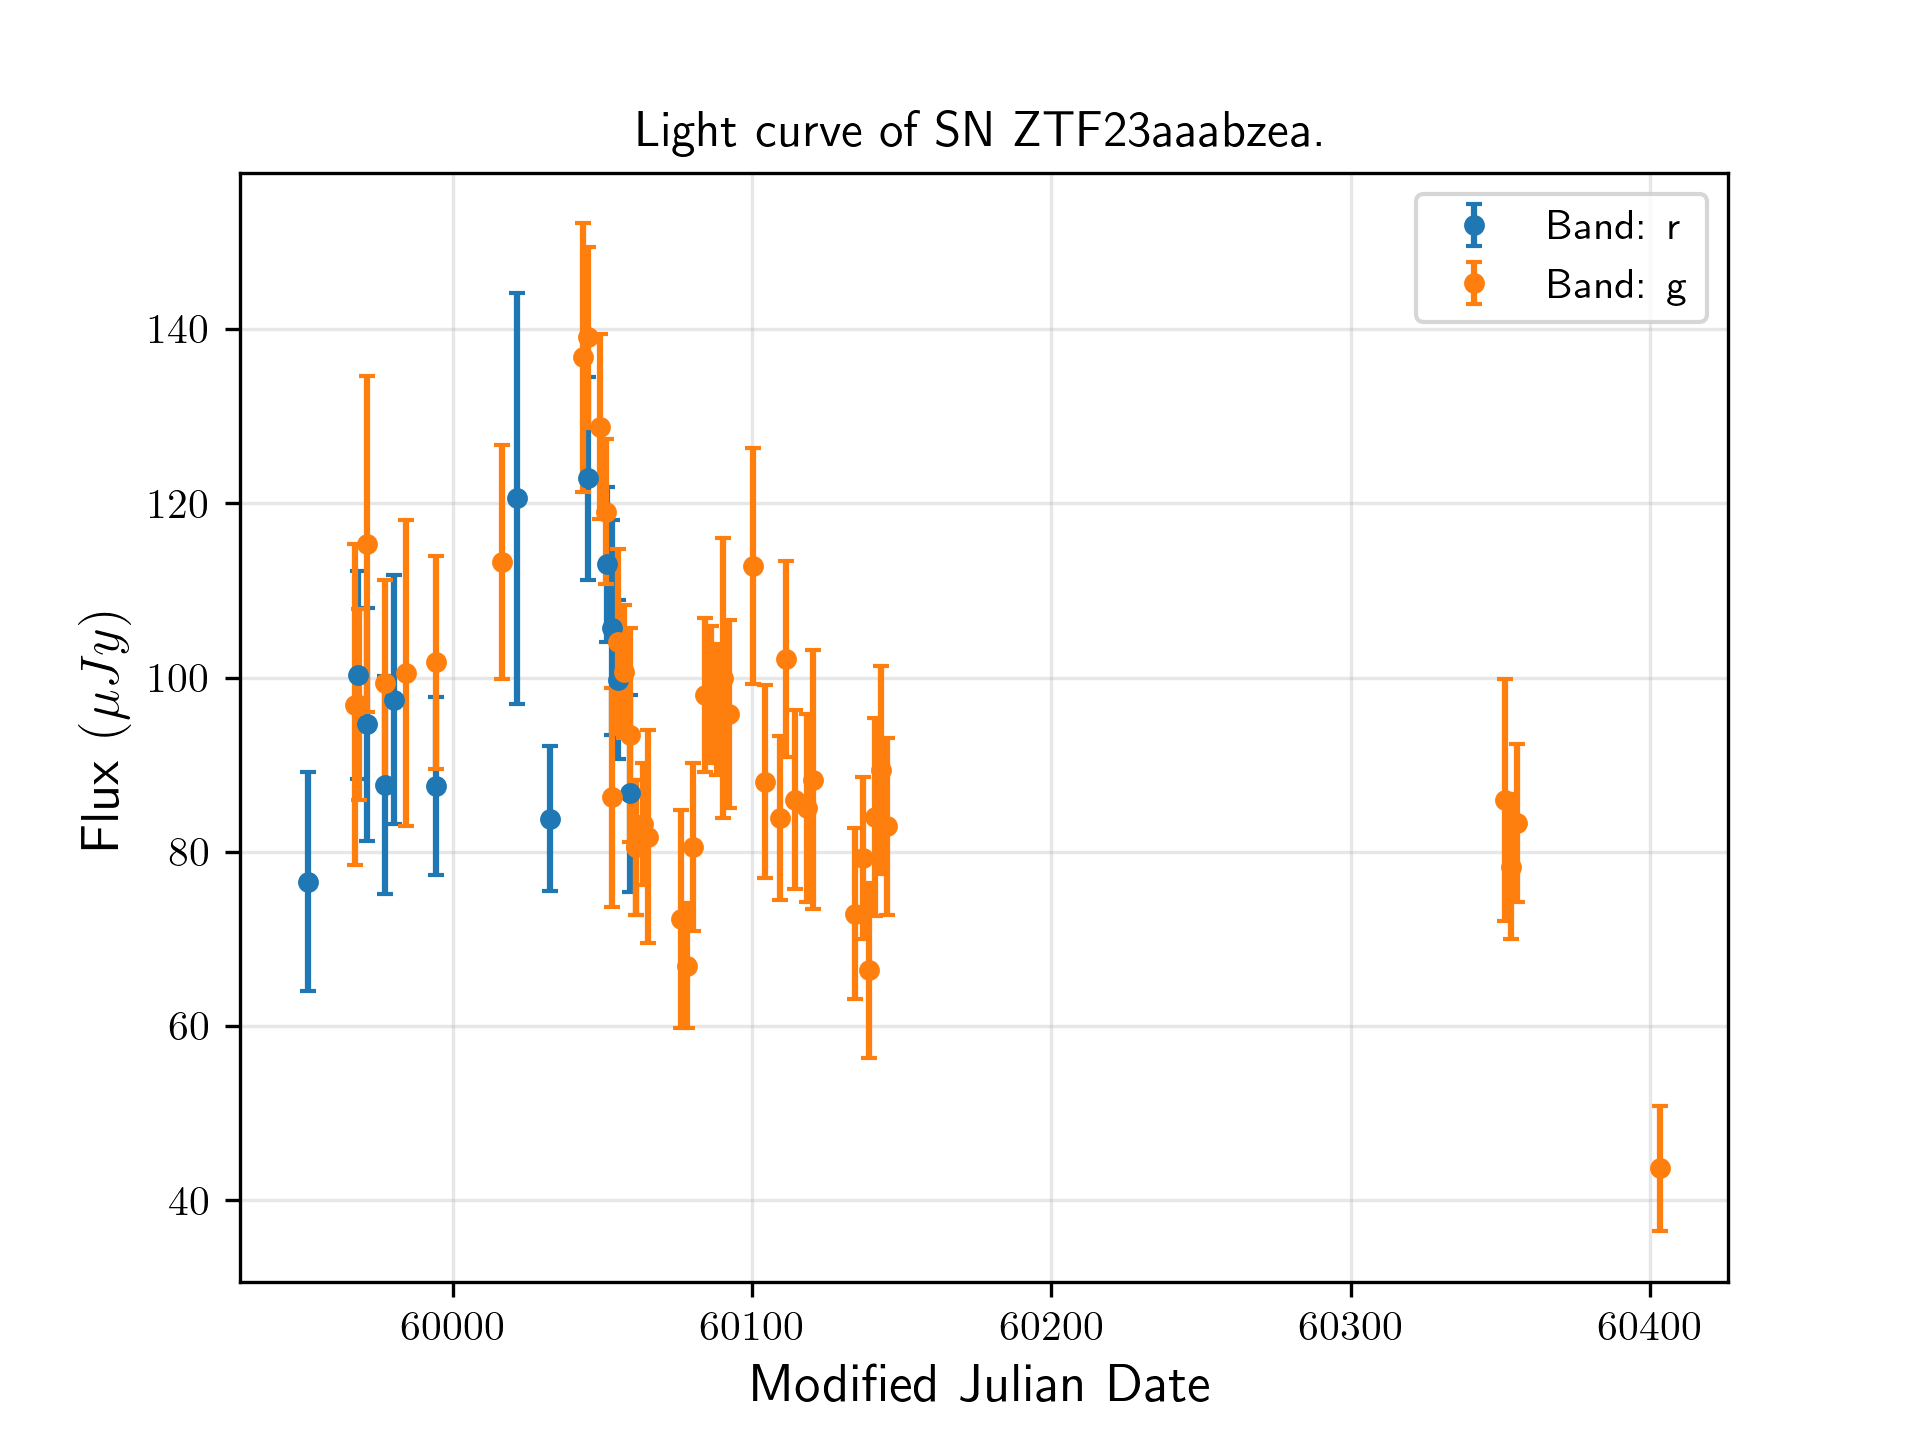 Light curve of SN ZTF23aaabzea.
Band: r
Band: g
Flux (μJy)
140
120
100
80
60
40
60000 60100 60200 60300 60400
Modified Julian Date